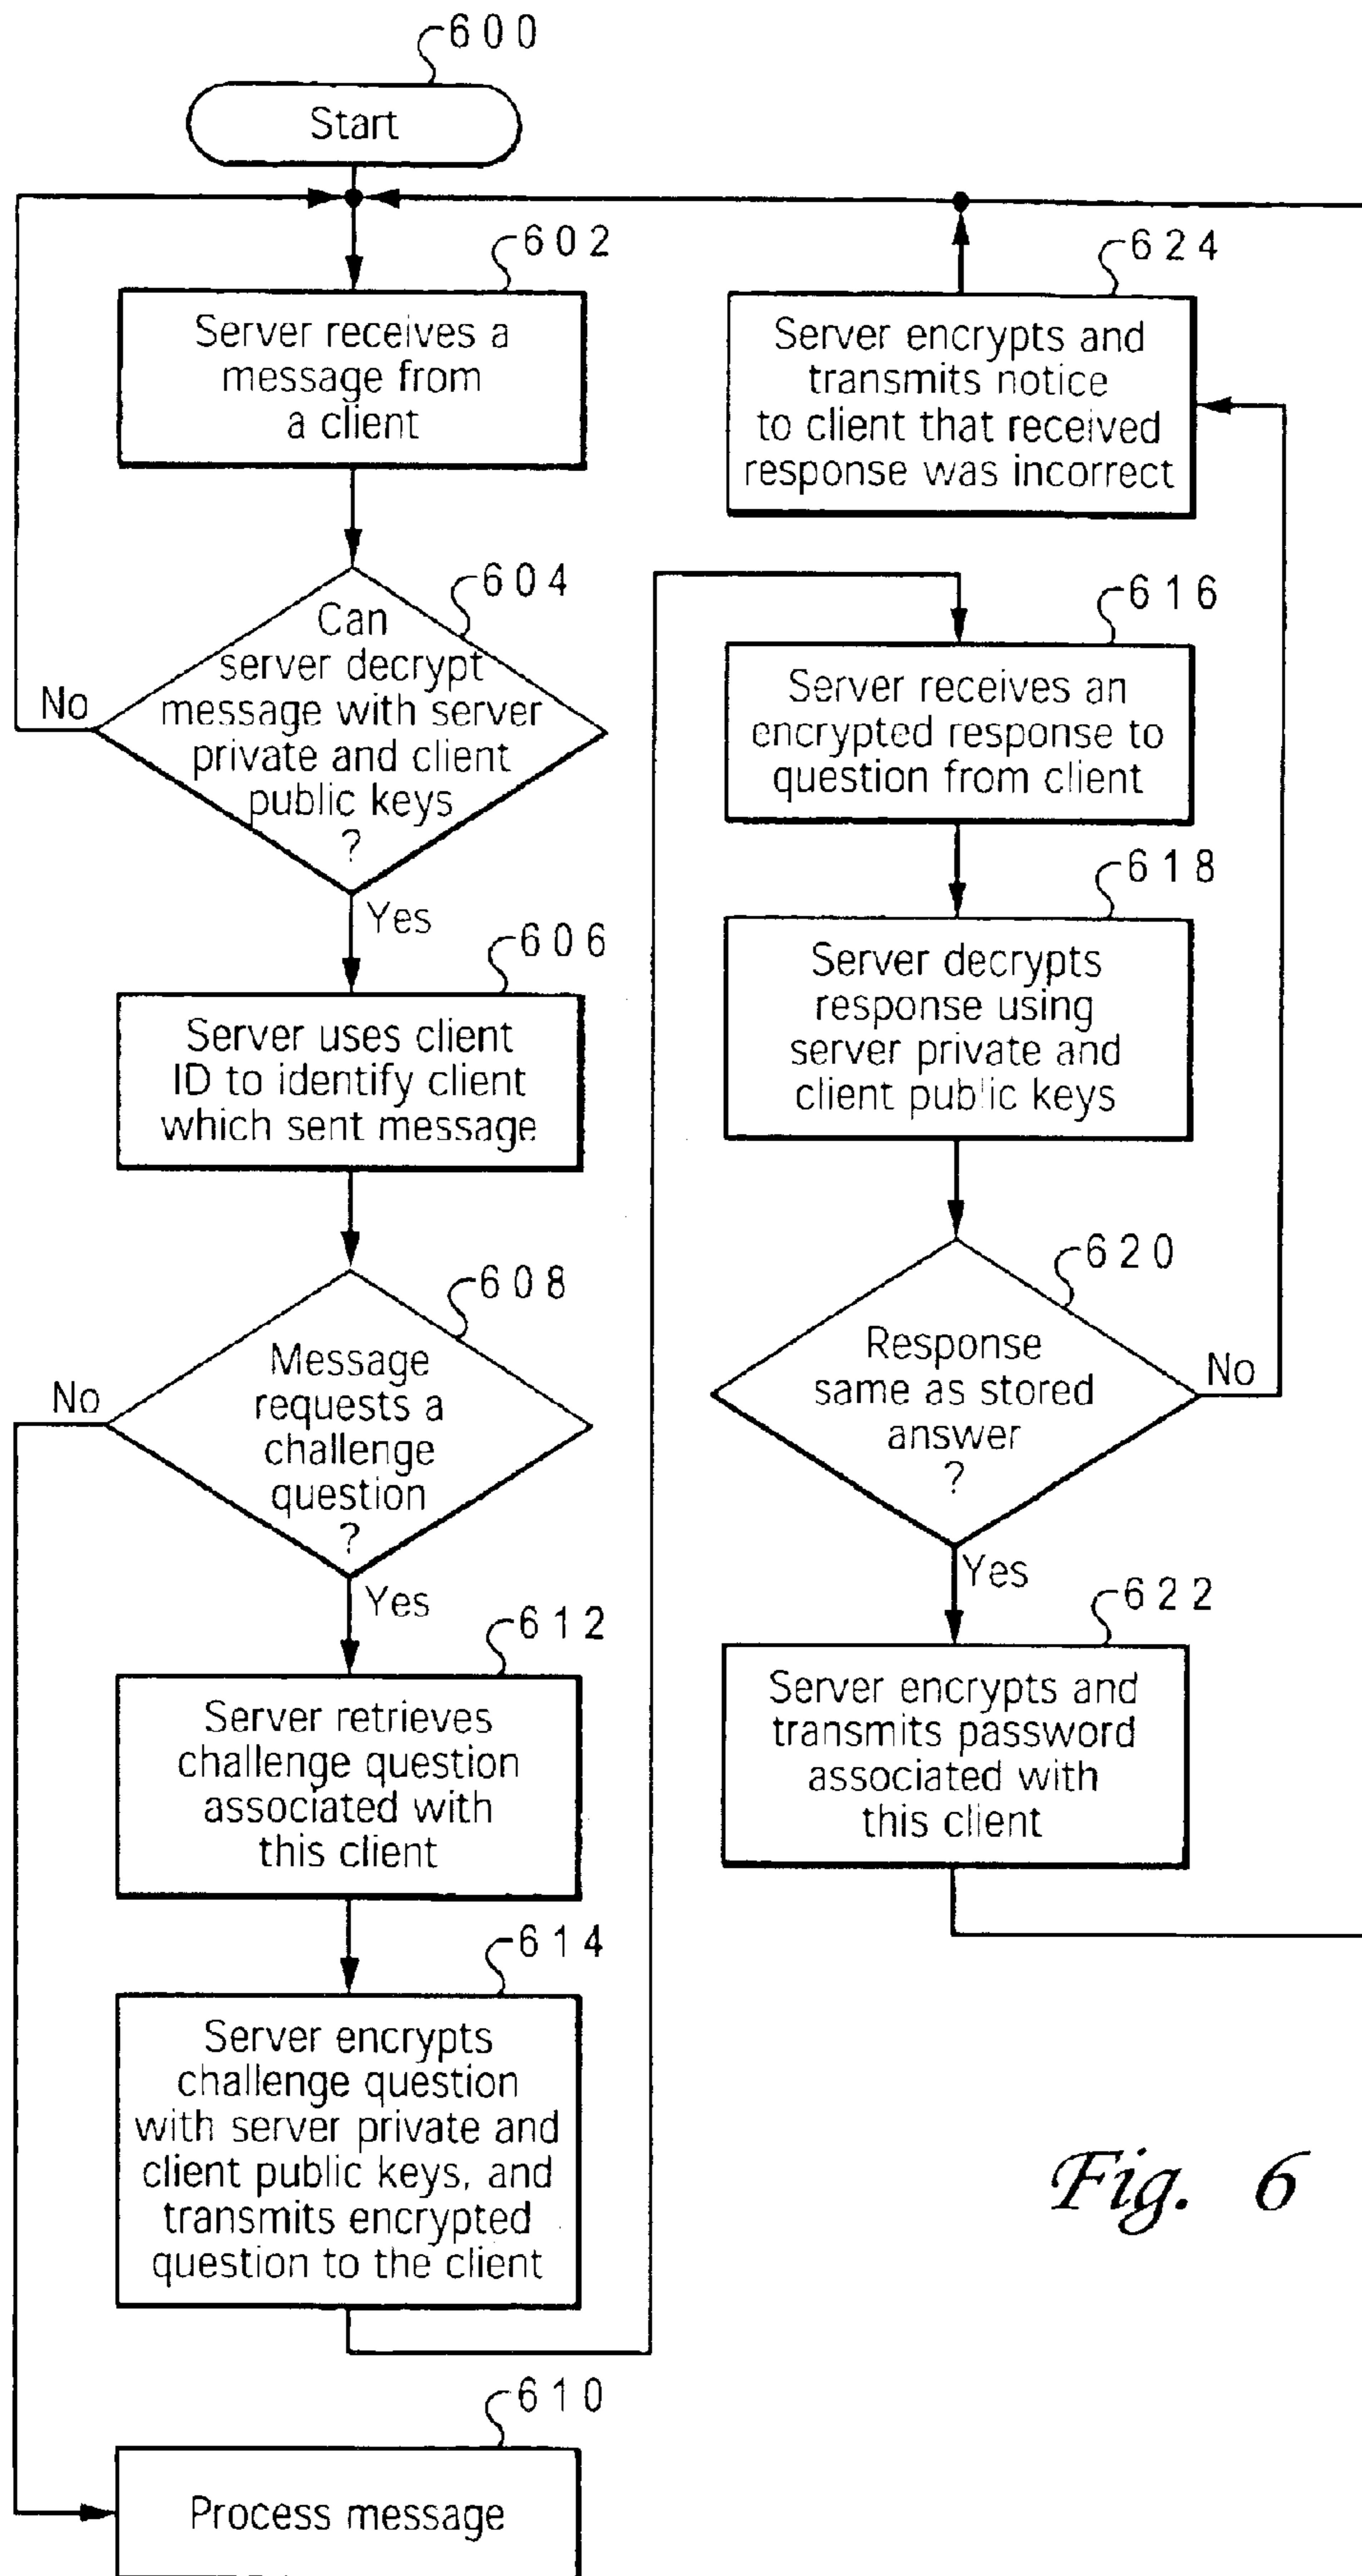 600
Start
602
Server receives a
message from
a client
604
Can
server decrypt
message with server
private and client
public keys
?
No
Yes
606
Server uses client
ID to identify client
which sent message
608
Message
requests a
challenge
question
?
No
Yes
612
Server retrieves
challenge question
associated with
this client
614
Server encrypts
challenge question
with server private and
client public keys, and
transmits encrypted
question to the client
610
Process message
624
Server encrypts and
transmits notice
to client that received
response was incorrect
616
Server receives an
encrypted response to
question from client
618
Server decrypts
response using
server private and
client public keys
620
Response
same as stored
answer
?
No
Yes
622
Server encrypts and
transmits password
associated with
this client
Fig. 6